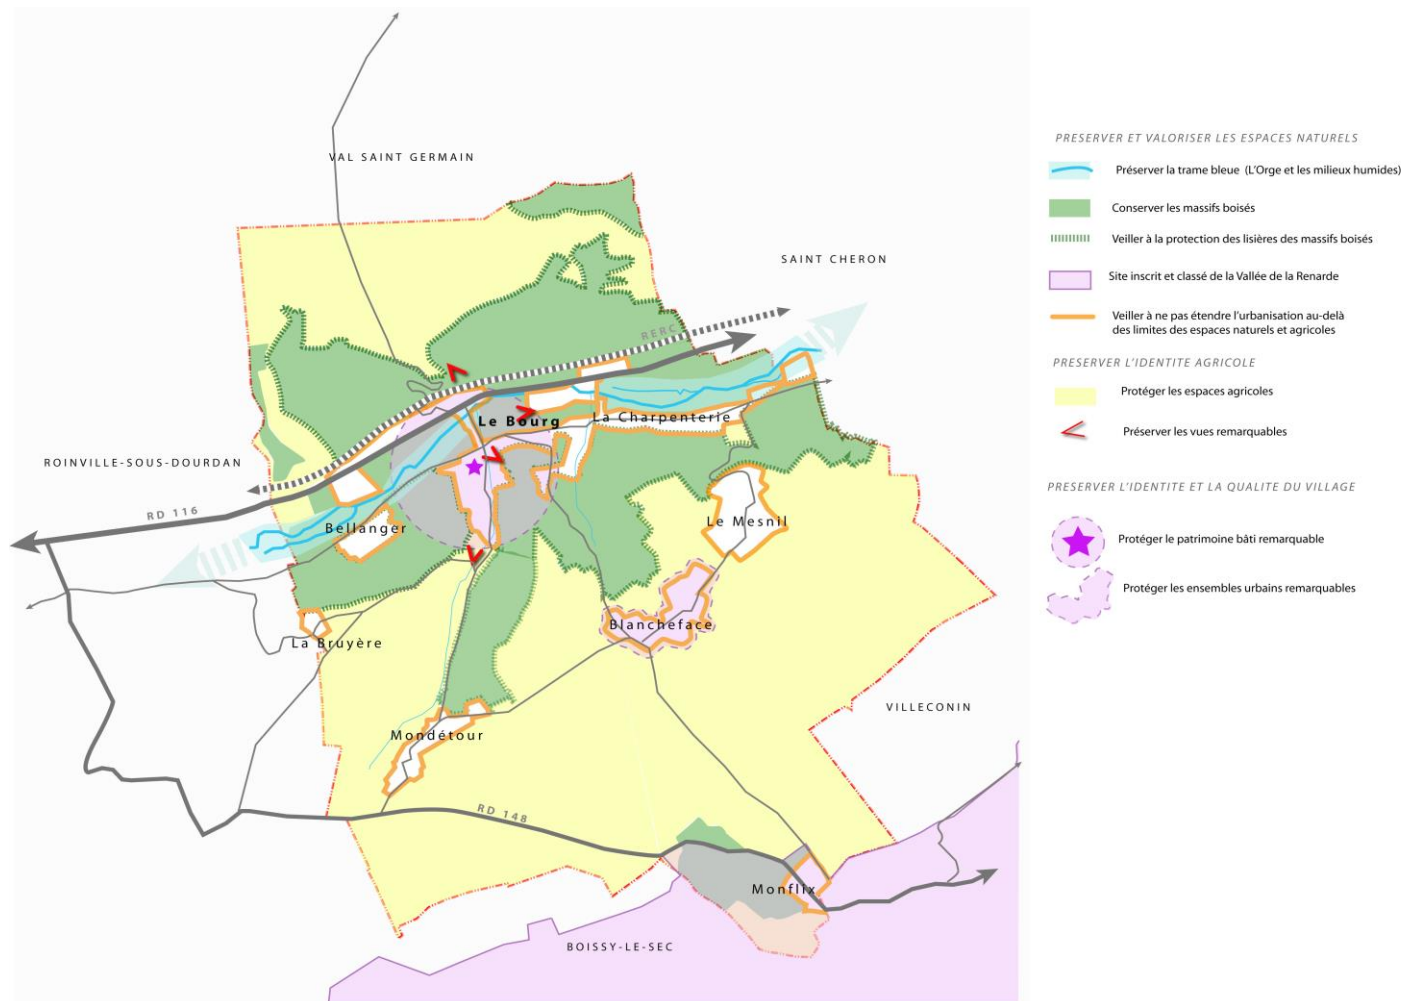 VAL SAINT GERMAIN
SAINT CHERON
RERC
Le Bourg
La Charpenterie
ROINVILLE-SOUS-DOURDAN
RD 116
Bellanger
Le Mesnil
Blancheface
La Bruyère
VILLECONIN
Mondétour
RD 148
Monflix
BOISSY-LE-SEC
PRESERVER ET VALORISER LES ESPACES NATURELS
Préserver la trame bleue (L'Orge et les milieux humides)
Conserver les massifs boisés
Veiller à la protection des lisières des massifs boisés
Site inscrit et classé de la Vallée de la Renarde
Veiller à ne pas étendre l'urbanisation au-delà
des limites des espaces naturels et agricoles
PRESERVER L'IDENTITE AGRICOLE
Protéger les espaces agricoles
Préserver les vues remarquables
PRESERVER L'IDENTITE ET LA QUALITE DU VILLAGE
Protéger le patrimoine bâti remarquable
Protéger les ensembles urbains remarquables